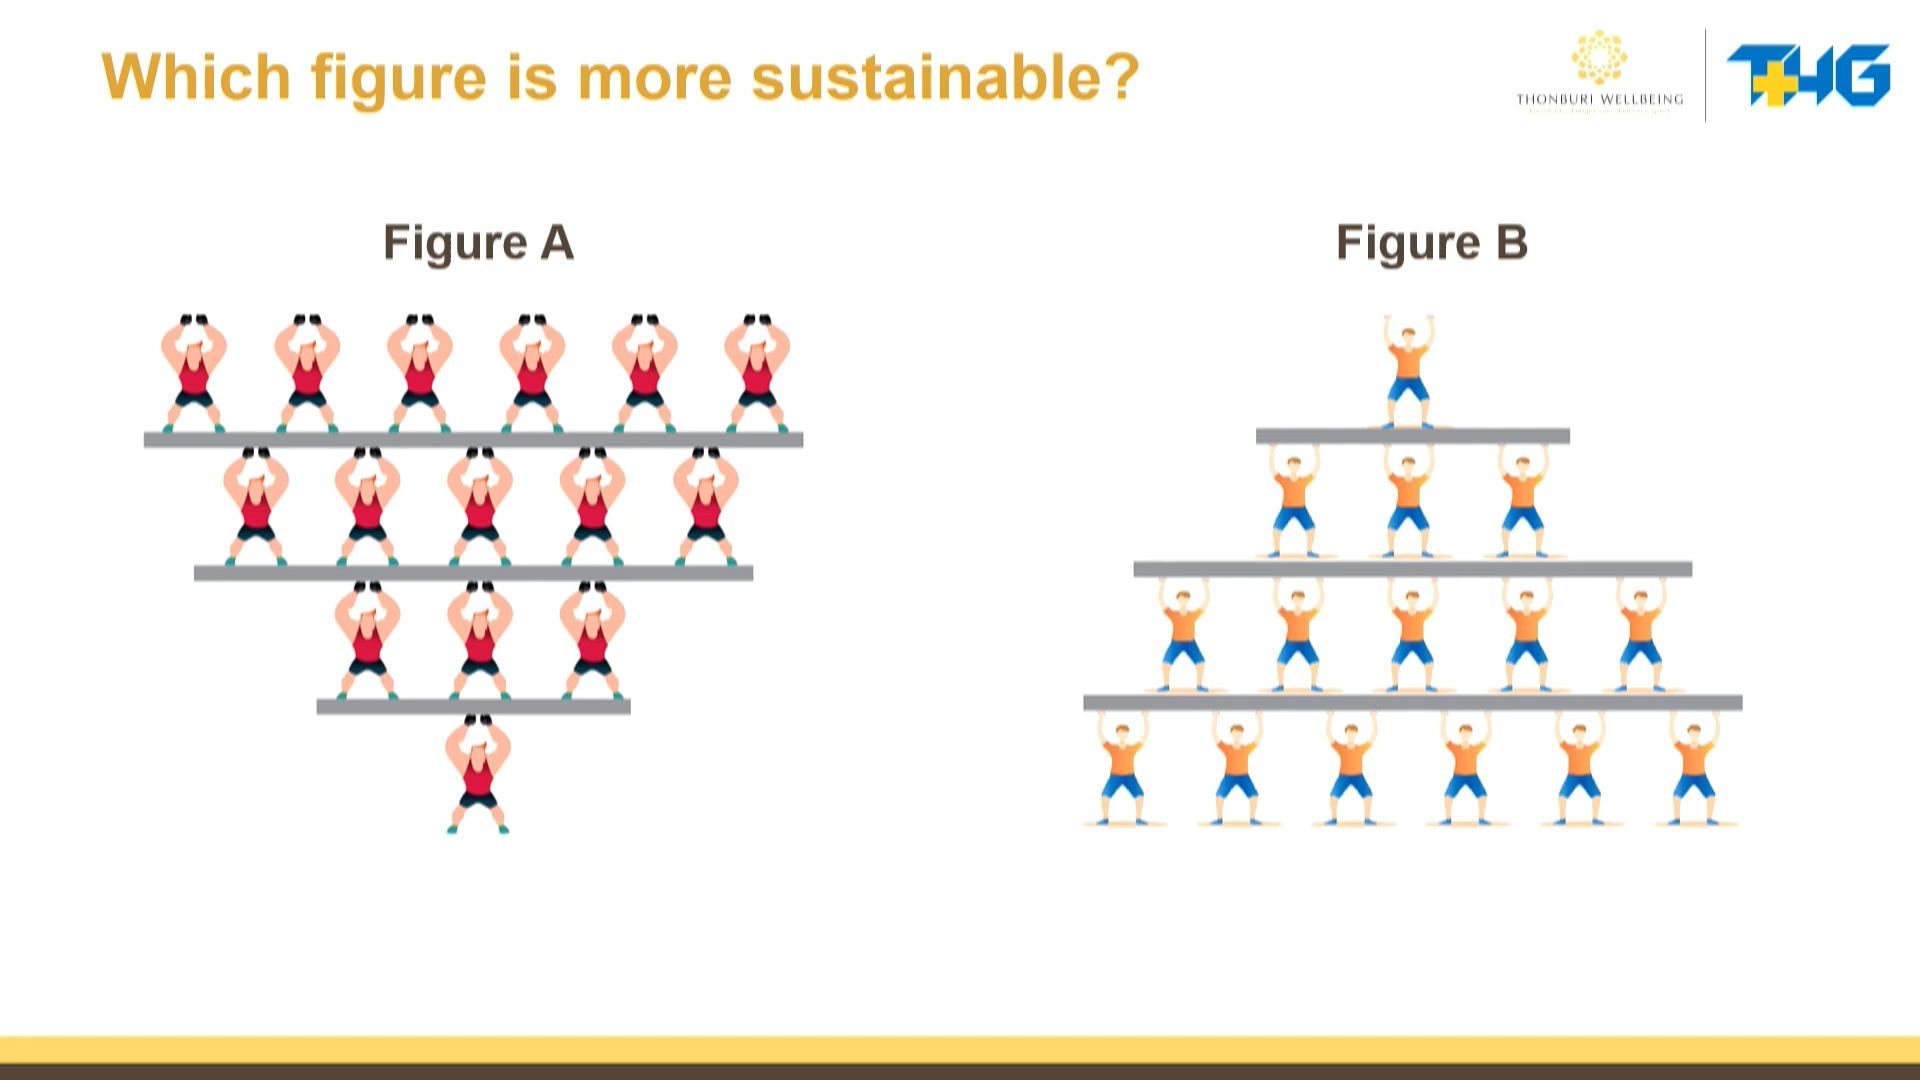 Which figure is more sustainable?
THONBURI WELLBEING
THG
Figure A
Figure B